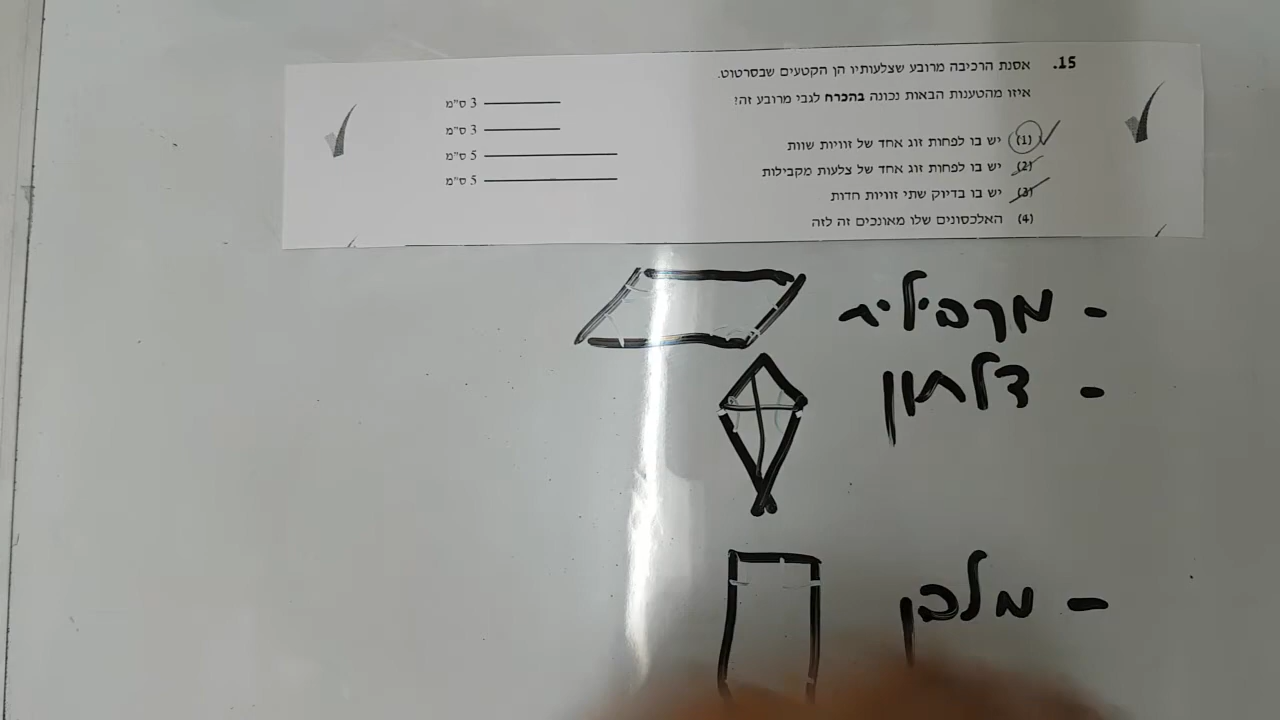 15. אסנת הרכיבה מרובע שצלעותיו הן הקטעים שבסרטוט.
איזו מהטענות הבאות נכונה בהכרח לגבי מרובע זה?
(1) יש בו לפחות זוג אחד של זוויות שוות
(2) יש בו לפחות זוג אחד של צלעות מקבילות
(3) יש בו בדיוק שתי זוויות חדות
(4) האלכסונים שלו מאונכים זה לזה
3 ס"מ
3 ס"מ
5 ס"מ
5 ס"מ
- מקבילית
- דלתון
- מלבן